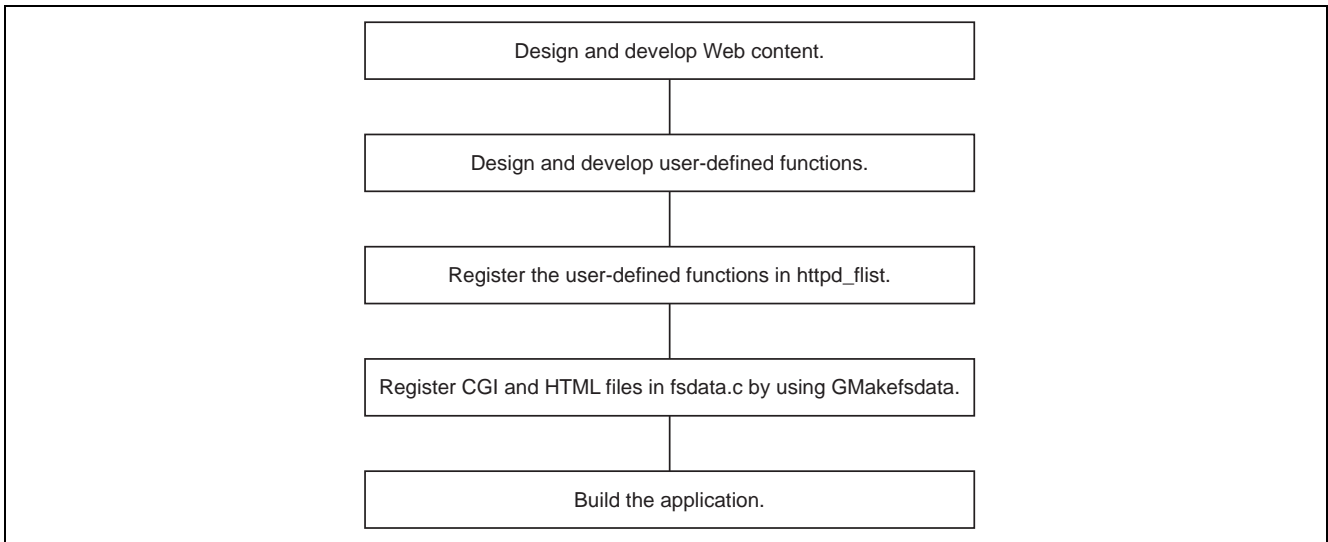 Design and develop Web content.
Design and develop user-defined functions.
Register the user-defined functions in httpd_flist.
Register CGI and HTML files in fsdata.c by using GMakefsdata.
Build the application.